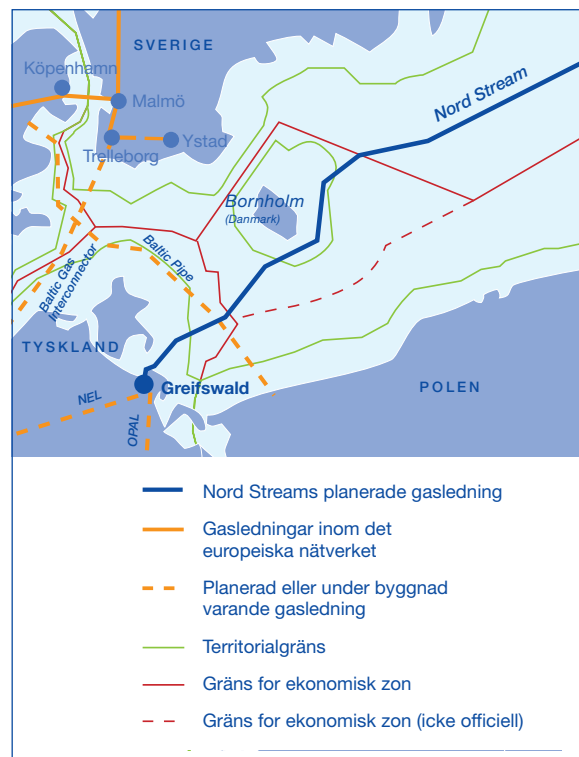 SVERIGE
Köpenhamn
Nord Stream
Malmö
Trelleborg
Ystad
Bornholm
(Danmark)
Baltic Pipe
Baltic Gas
Interconnector
TYSKLAND
Greifswald
POLEN
NEL
OPAL
Nord Streams planerade gasledning
Gasledningar inom det
europeiska nätverket
Planerad eller under byggnad
varande gasledning
Territorialgräns
Gräns for ekonomisk zon
Gräns for ekonomisk zon (icke officiell)